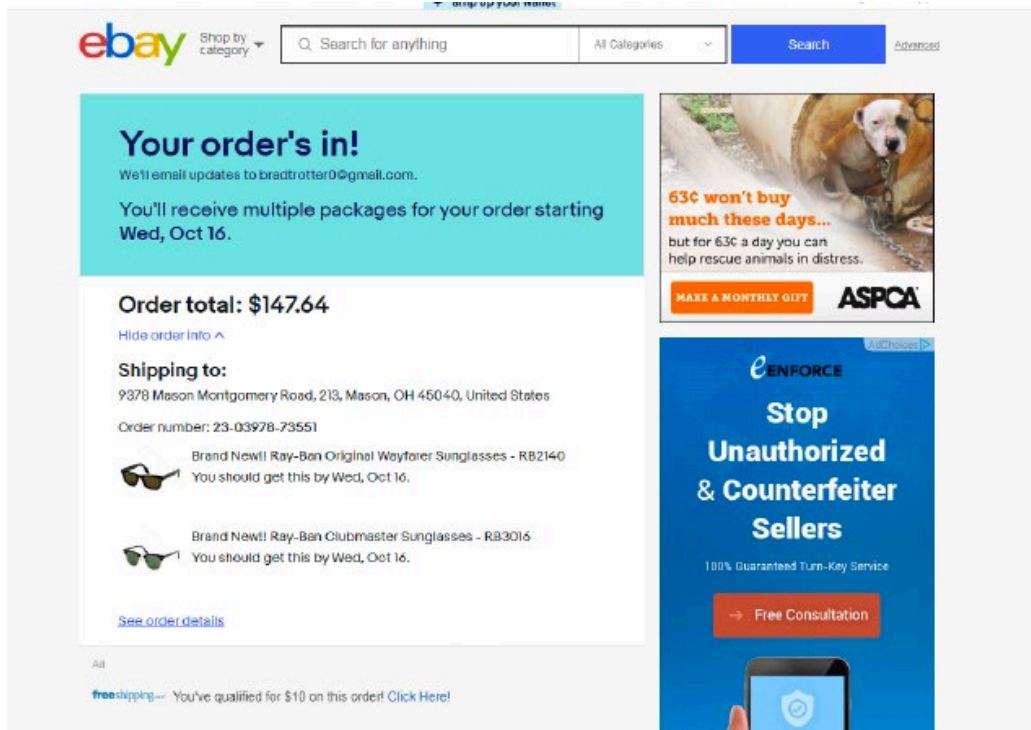 amp up your wallet
ebay
Shop by
category
Search for anything
All Categories
Search
Advanced
Your order's in!
We'll email updates to bradtrotter0@gmail.com.
You'll receive multiple packages for your order starting
Wed, Oct 16.
Order total: $147.64
Hide order info
Shipping to:
9378 Mason Montgomery Road, 213, Mason, OH 45040, United States
Order number: 23-03978-73551
Brand New!! Ray-Ban Original Wayfarer Sunglasses - RB2140
You should get this by Wed, Oct 16.
Brand New!! Ray-Ban Clubmaster Sunglasses - RB3016
You should get this by Wed, Oct 16.
See order details
Ad
freeshipping
You've qualified for $10 on this order! Click Here!
63¢ won't buy
much these days...
but for 63¢ a day you can
help rescue animals in distress.
MAKE A MONTHLY GIFT
ASPCA
AdChoices
eENFORCE
Stop
Unauthorized
& Counterfeiter
Sellers
100% Guaranteed Turn-Key Service
Free Consultation